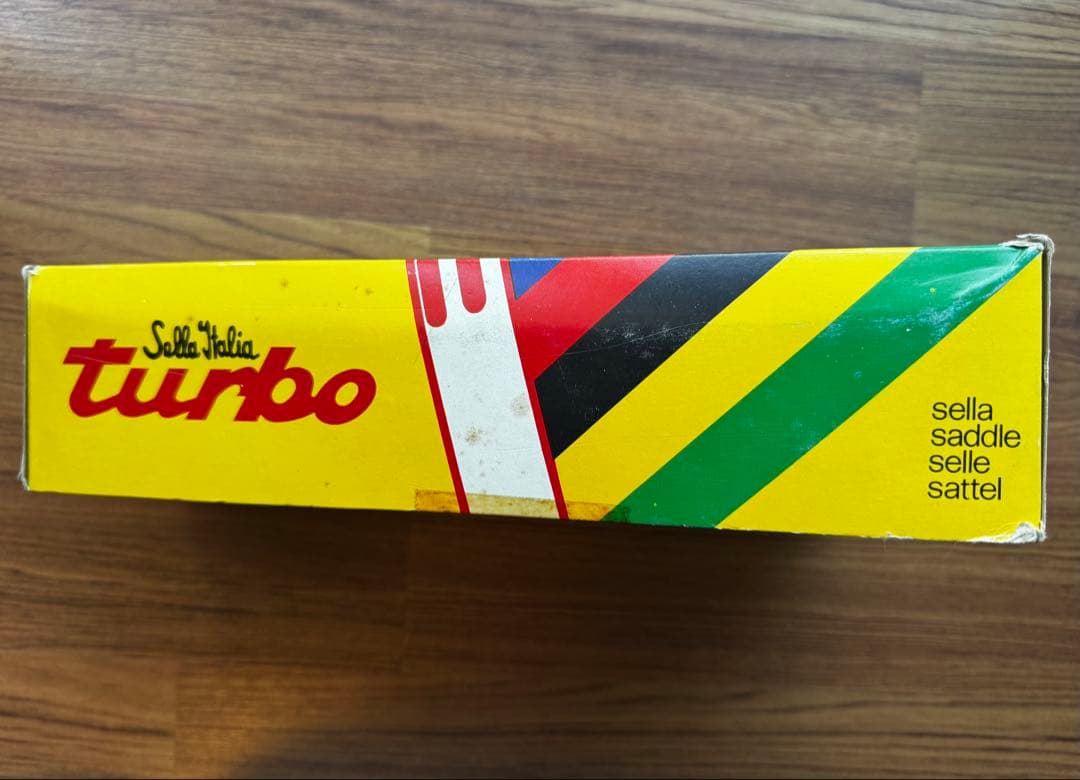 Sella Italia
turbo
sella
saddle
selle
sattel